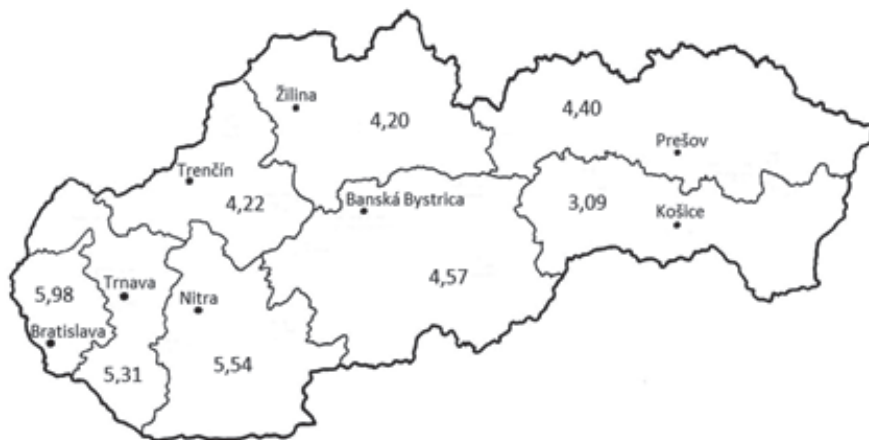 Žilina
4,20
4,40
Prešov
Trenčín
4,22
Banská Bystrica
3,09
Košice
5,98
Trnava
Nitra
4,57
Bratislava
5,31
5,54